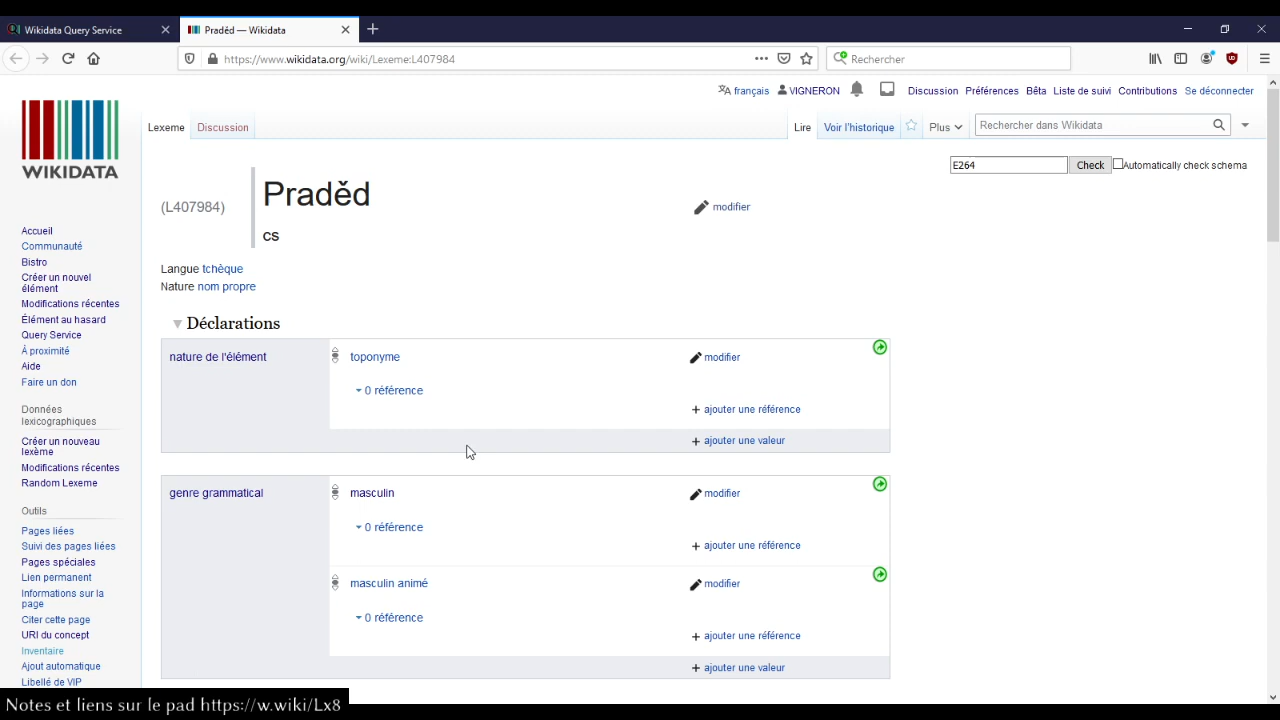 Wikidata Query Service
Praděd — Wikidata
https://www.wikidata.org/wiki/Lexeme:L407984
Rechercher
français
VIGNERON
Discussion
Préférences
Bêta
Liste de suivi
Contributions
Se déconnecter
WIKIDATA
Lexeme
Discussion
Lire
Voir l'historique
Plus
Rechercher dans Wikidata
E264
Check
Automatically check schema
(L407984)
Praděd
cs
modifier
Langue tchèque
Nature nom propre
Déclarations
nature de l'élément
toponyme
modifier
0 référence
+ ajouter une référence
+ ajouter une valeur
genre grammatical
masculin
modifier
0 référence
+ ajouter une référence
masculin animé
modifier
0 référence
+ ajouter une référence
+ ajouter une valeur
Accueil
Communauté
Bistro
Créer un nouvel
élément
Modifications récentes
Élément au hasard
Query Service
À proximité
Aide
Faire un don
Données
lexicographiques
Créer un nouveau
lexème
Modifications récentes
Random Lexeme
Outils
Pages liées
Suivi des pages liées
Pages spéciales
Lien permanent
Informations sur la
page
Citer cette page
URI du concept
Inventaire
Ajout automatique
Libellé de VIP
Notes et liens sur le pad https://w.wiki/Lx8